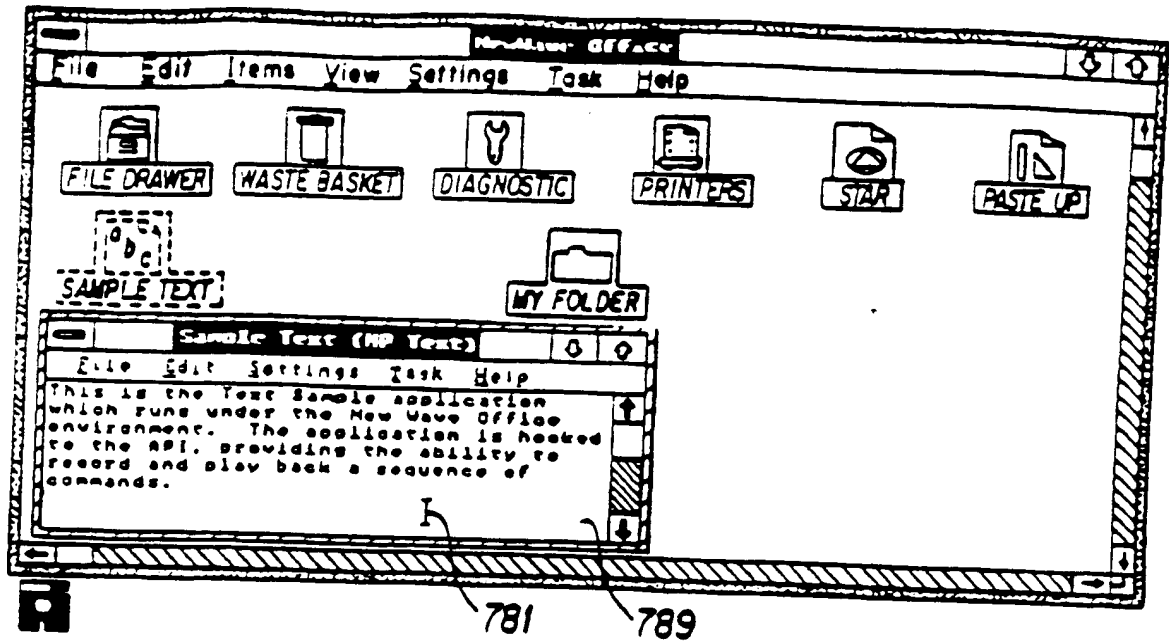 NewWave Office
File Edit Items View Settings Task Help
FILE DRAWER WASTE BASKET DIAGNOSTIC PRINTERS STAR PASTE UP
a b c
SAMPLE TEXT MY FOLDER
Sample Text (HP Text)
File Edit Settings Task Help
This is the Text Sample application
which runs under the New Wave Office
environment. The application is hooked
to the API, providing the ability to
record and play back a sequence of
commands.
781 789